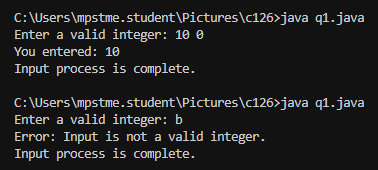 C:\Users\mpstme.student\Pictures\c126>java q1.java
Enter a valid integer: 10 0
You entered: 10
Input process is complete.
C:\Users\mpstme.student\Pictures\c126>java q1.java
Enter a valid integer: b
Error: Input is not a valid integer.
Input process is complete.